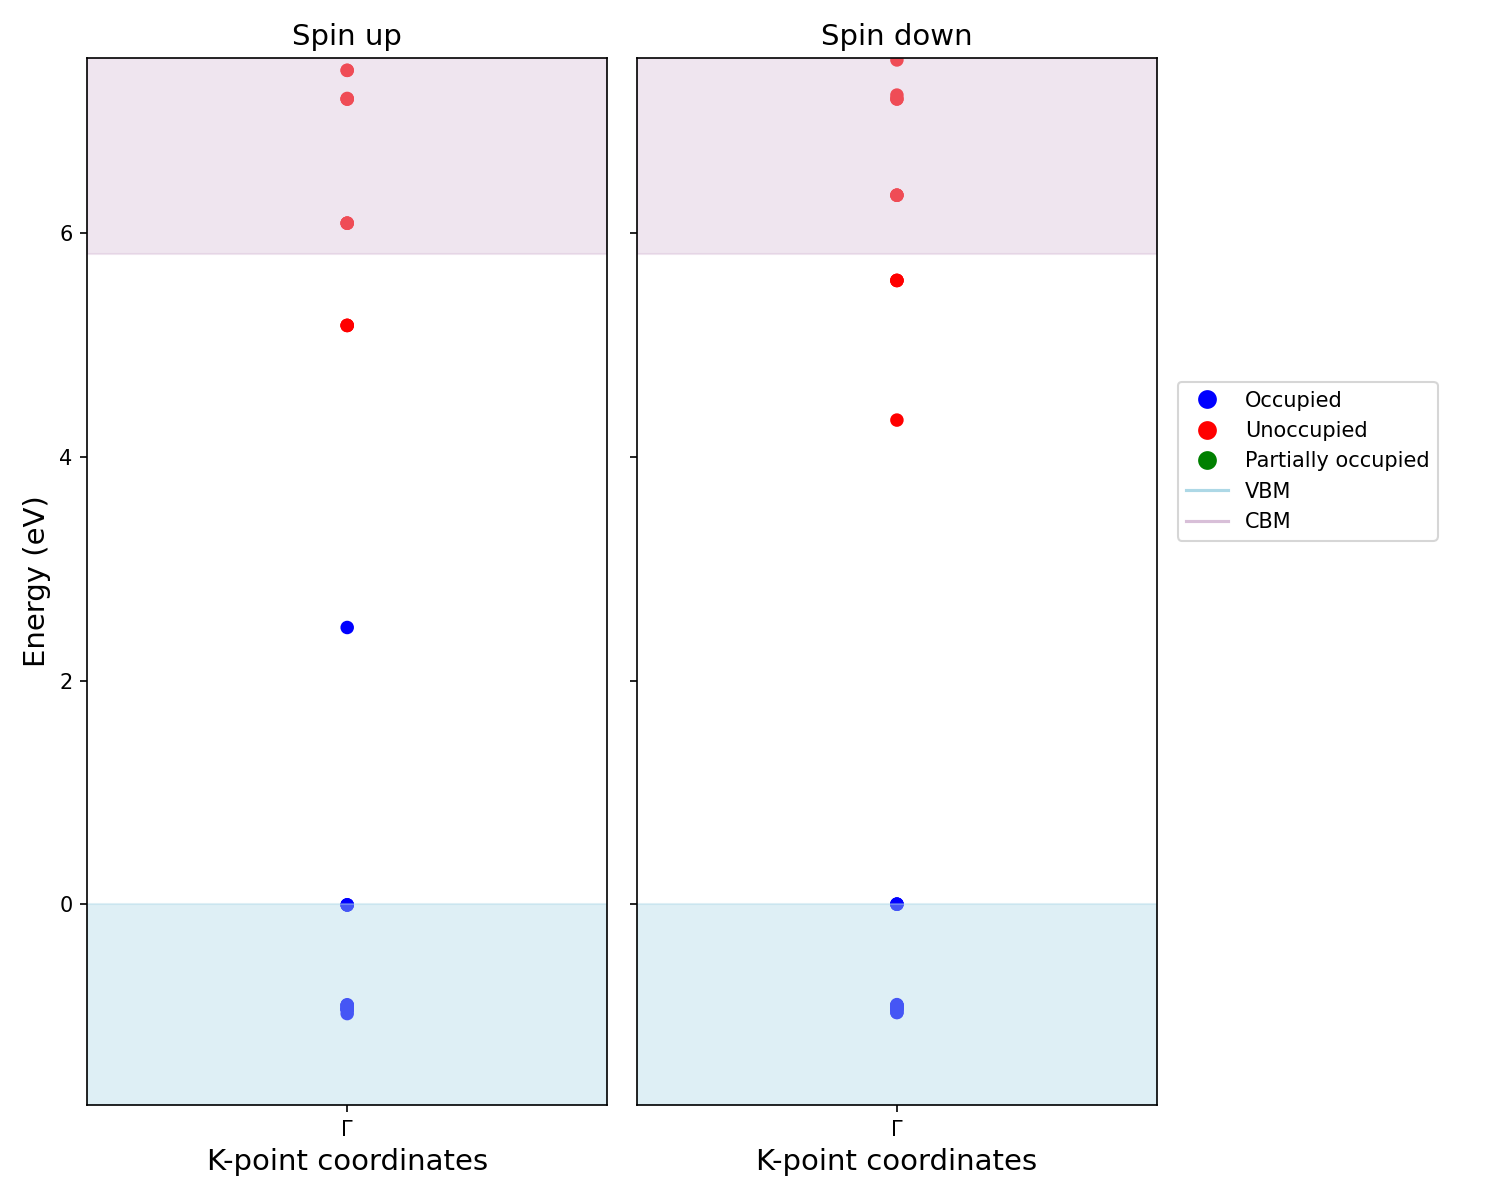 Spin up
Spin down
Energy (eV)
6
4
2
0
Γ
Γ
K-point coordinates
K-point coordinates
Occupied
Unoccupied
Partially occupied
VBM
CBM